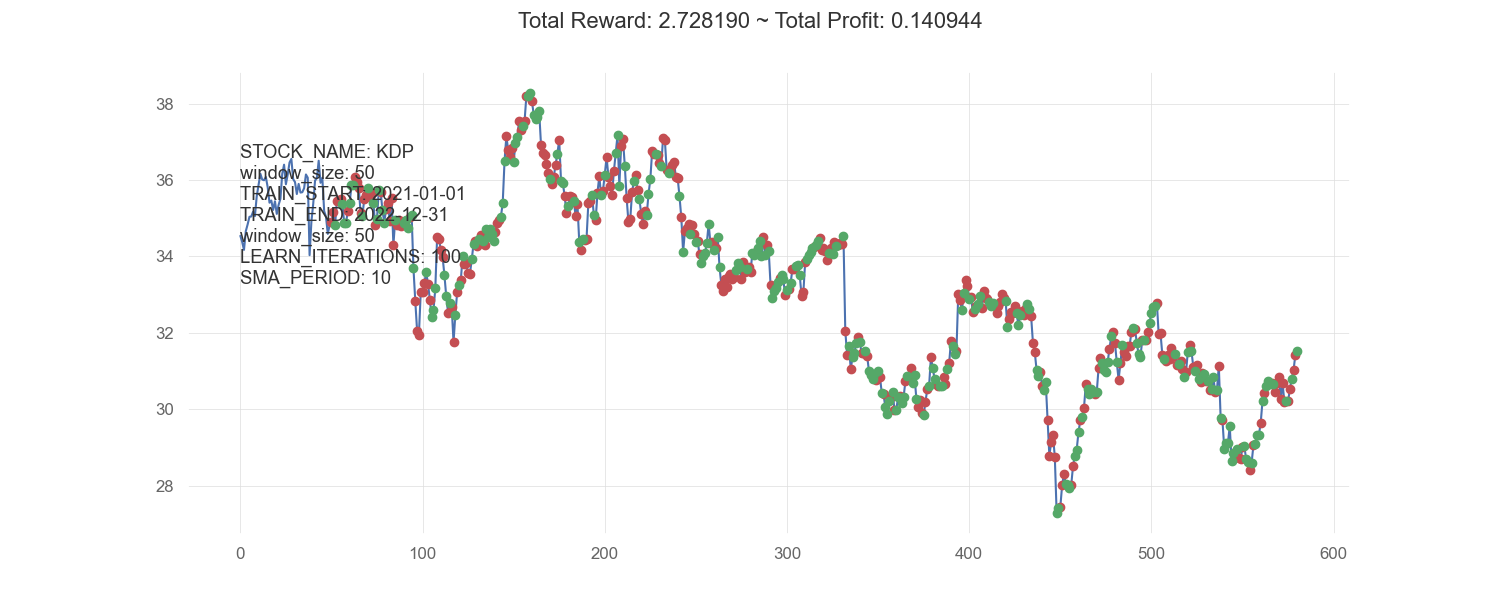 Total Reward: 2.728190 ~ Total Profit: 0.140944
38
36
34
32
30
28
STOCK_NAME: KDP
window_size: 50
TRAIN_START: 2021-01-01
TRAIN_END: 2022-12-31
window_size: 50
LEARN_ITERATIONS: 100
SMA_PERIOD: 10
0 100 200 300 400 500 600